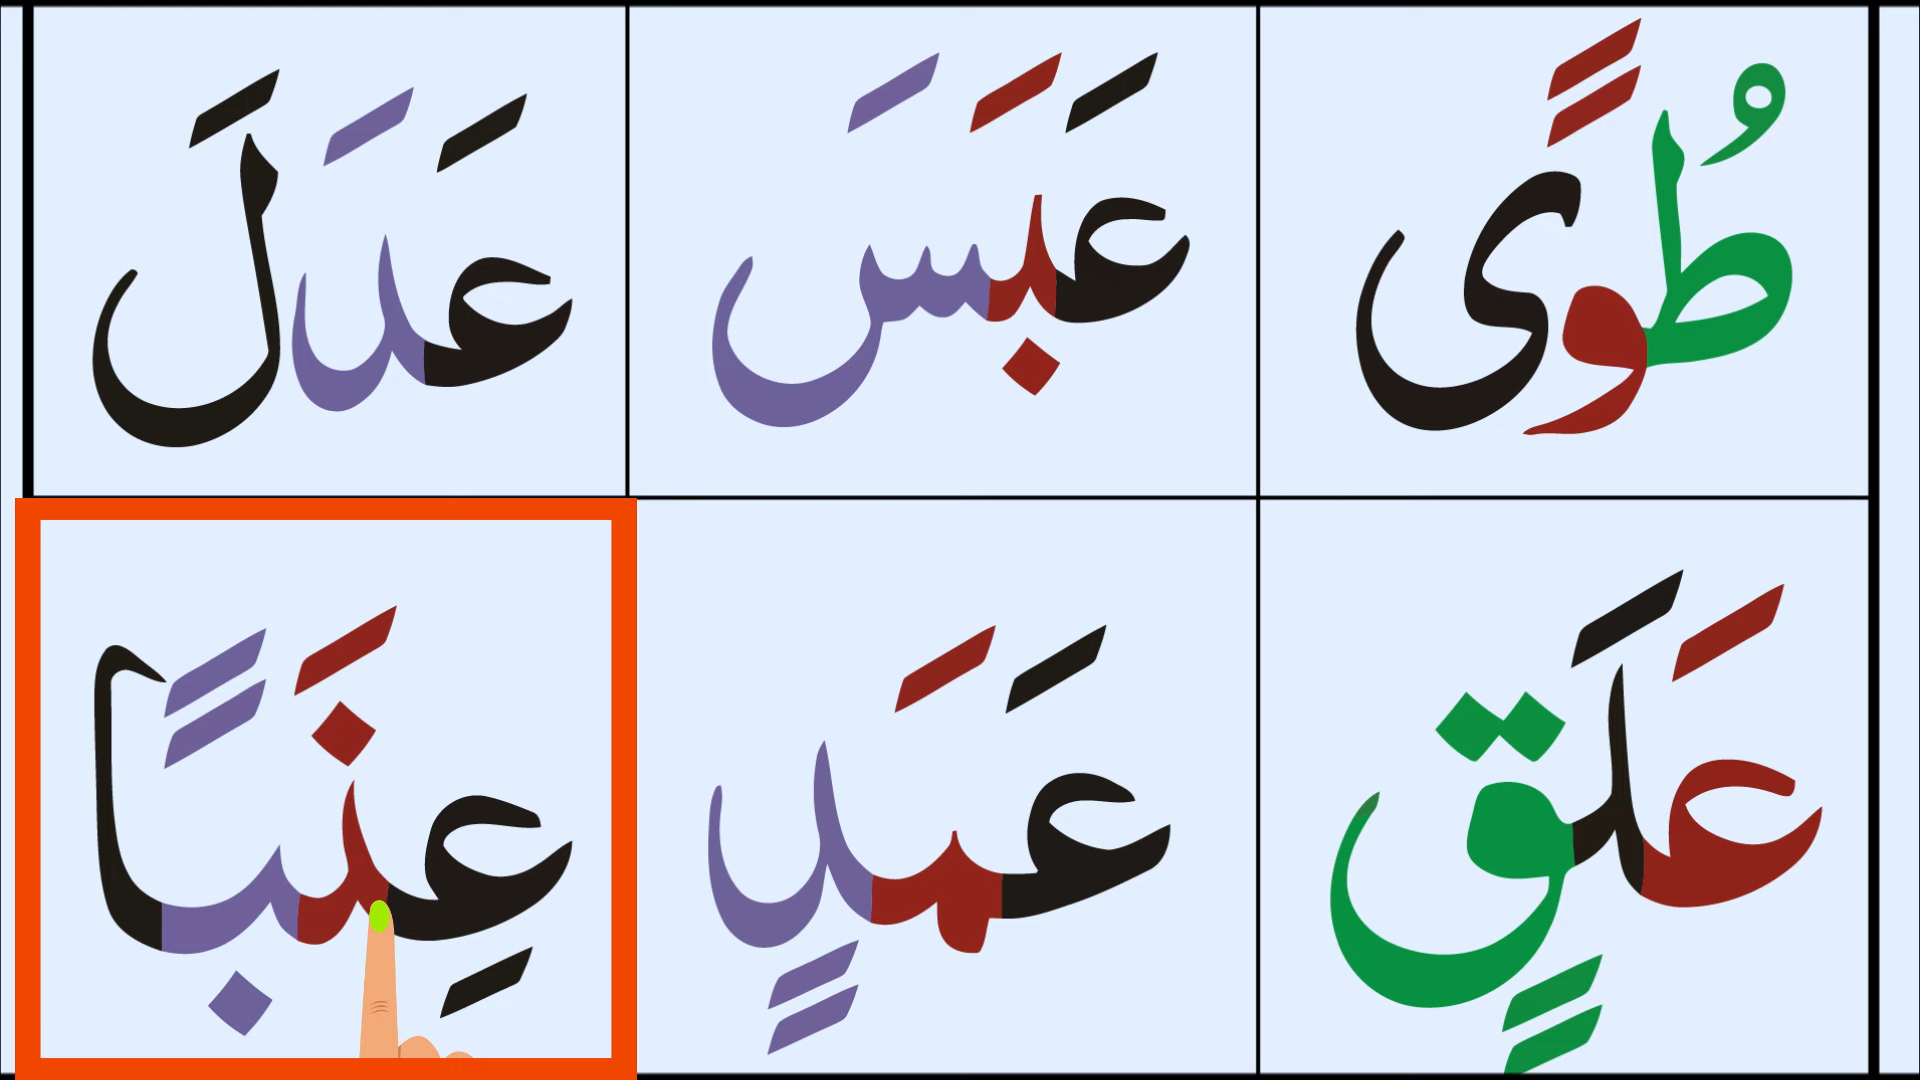 طُوًى عَبَسَ عَدَلَ
عَلَقٍ عَمَدٍ عِنَبًا